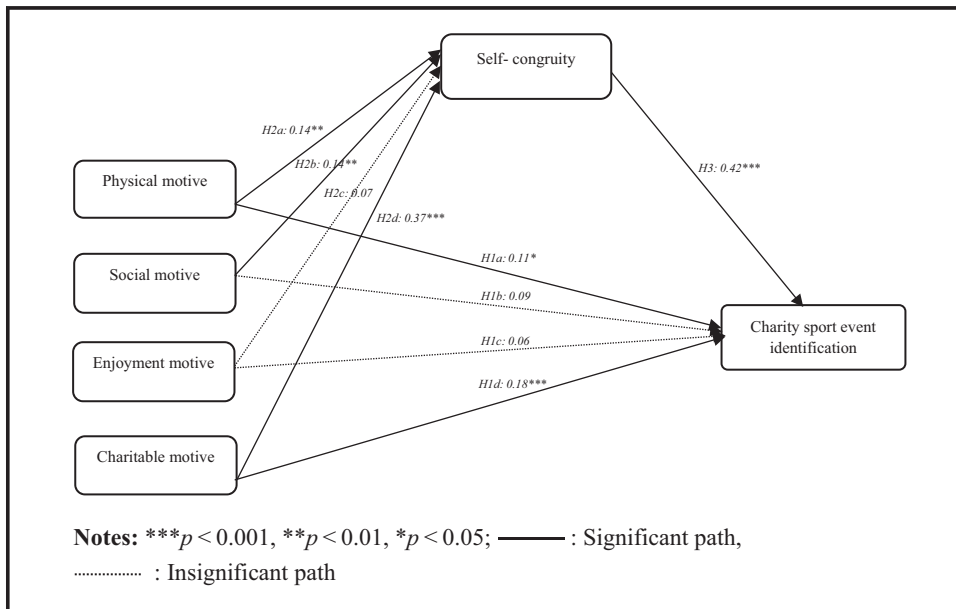 Self- congruity
H2a: 0.14**
H2b: 0.14**
H2c: 0.07
H2d: 0.37***
H3: 0.42***
Physical motive
Social motive
Enjoyment motive
Charitable motive
H1a: 0.11*
H1b: 0.09
H1c: 0.06
H1d: 0.18***
Charity sport event
identification
Notes: ***p < 0.001, **p < 0.01, *p < 0.05; : Significant path,
: Insignificant path